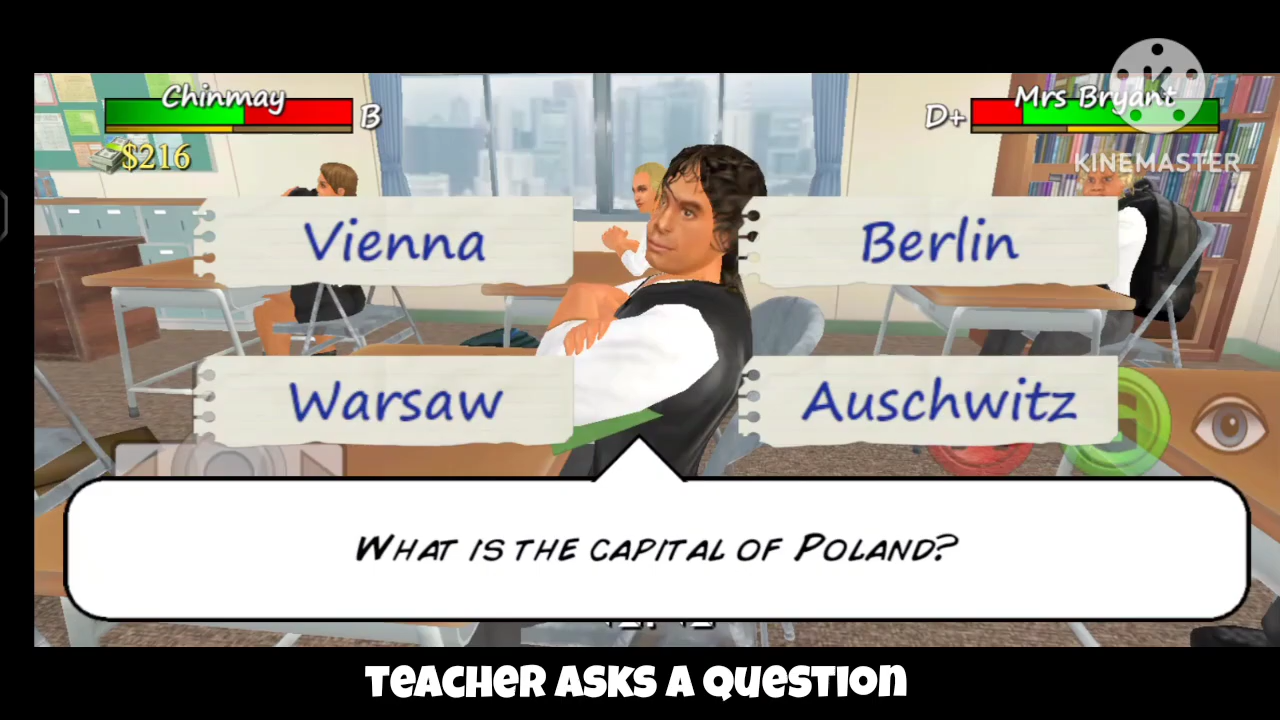 Chinmay
B
$216
D+
Mrs Bryant
KINEMASTER
Vienna
Berlin
Warsaw
Auschwitz
WHAT IS THE CAPITAL OF POLAND?
TEACHER ASKS A QUESTION